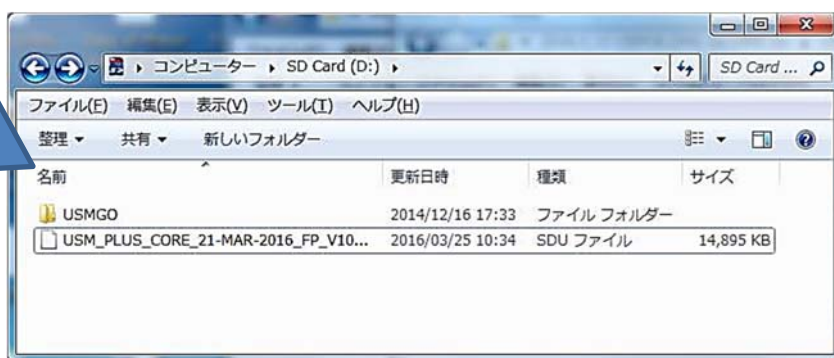 コンピューター ▸ SD Card (D:) ▸ SD Card ...
ファイル(F) 編集(E) 表示(V) ツール(T) ヘルプ(H)
整理 ▼ 共有 ▼ 新しいフォルダー
名前 更新日時 種類 サイズ
USMGO 2014/12/16 17:33 ファイル フォルダー
USM_PLUS_CORE_21-MAR-2016_FP_V10... 2016/03/25 10:34 SDU ファイル 14,895 KB